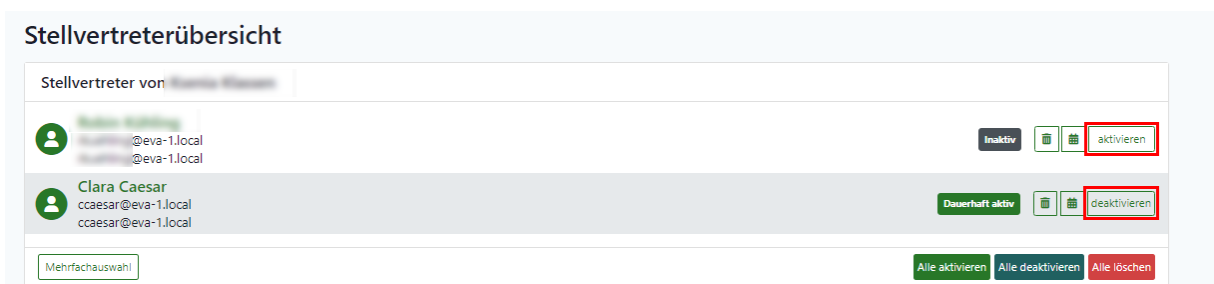 Stellvertreterübersicht
Stellvertreter von
@eva-1.local
@eva-1.local
Inaktiv
aktivieren
Clara Caesar
ccaesar@eva-1.local
ccaesar@eva-1.local
Dauerhaft aktiv
deaktivieren
Mehrfachauswahl
Alle aktivieren
Alle deaktivieren
Alle löschen